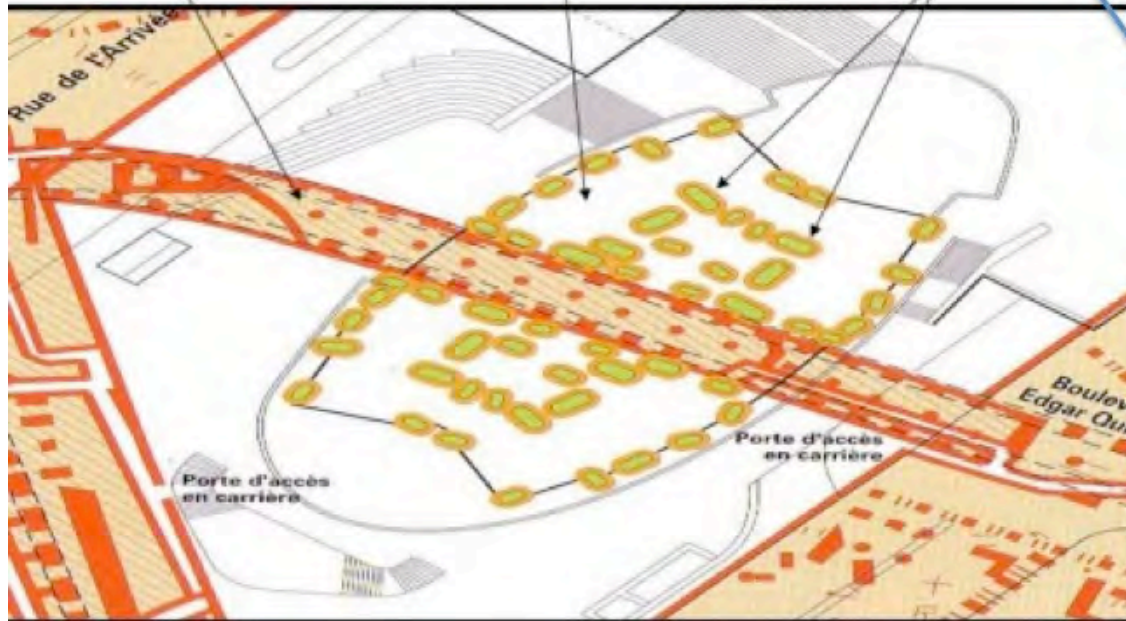 Rue de l'Arrivée
Porte d'accès
en carrière
Porte d'accès
en carrière
Boulev
Edgar Qui